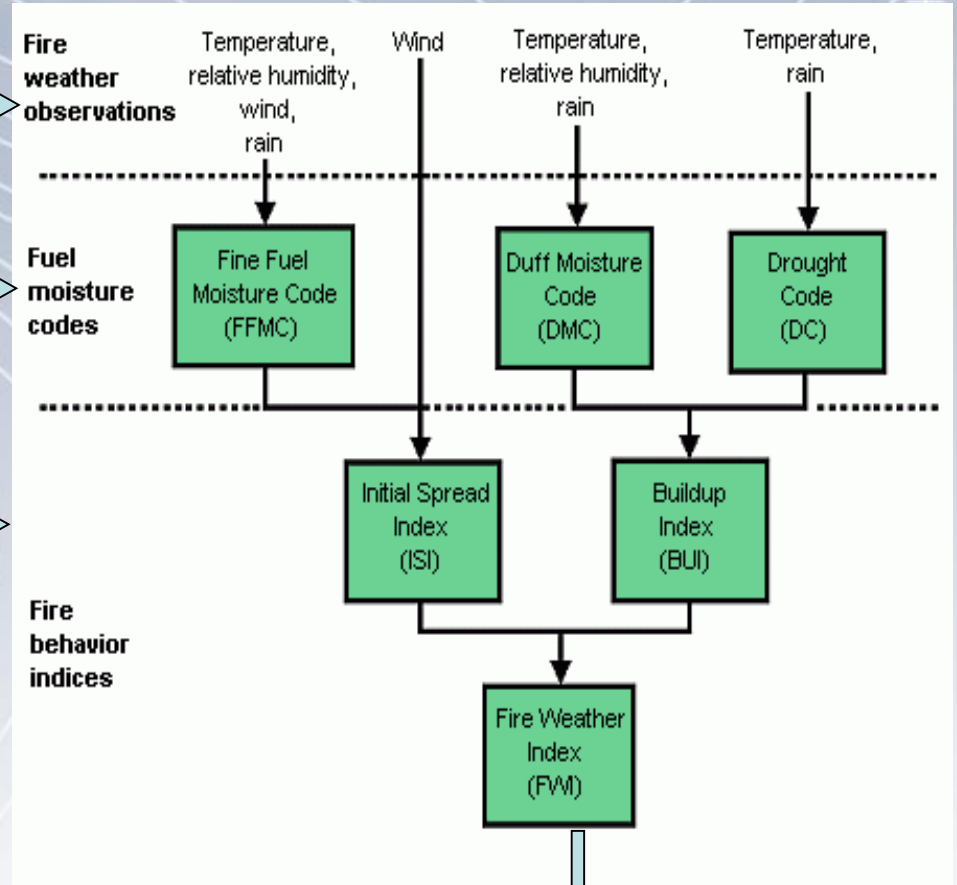 Fire
weather
observations
Temperature,
relative humidity,
wind,
rain
Wind
Temperature,
relative humidity,
rain
Temperature,
rain
Fuel
moisture
codes
Fine Fuel
Moisture Code
(FFMC)
Duff Moisture
Code
(DMC)
Drought
Code
(DC)
Fire
behavior
indices
Initial Spread
Index
(ISI)
Buildup
Index
(BUI)
Fire Weather
Index
(FWI)